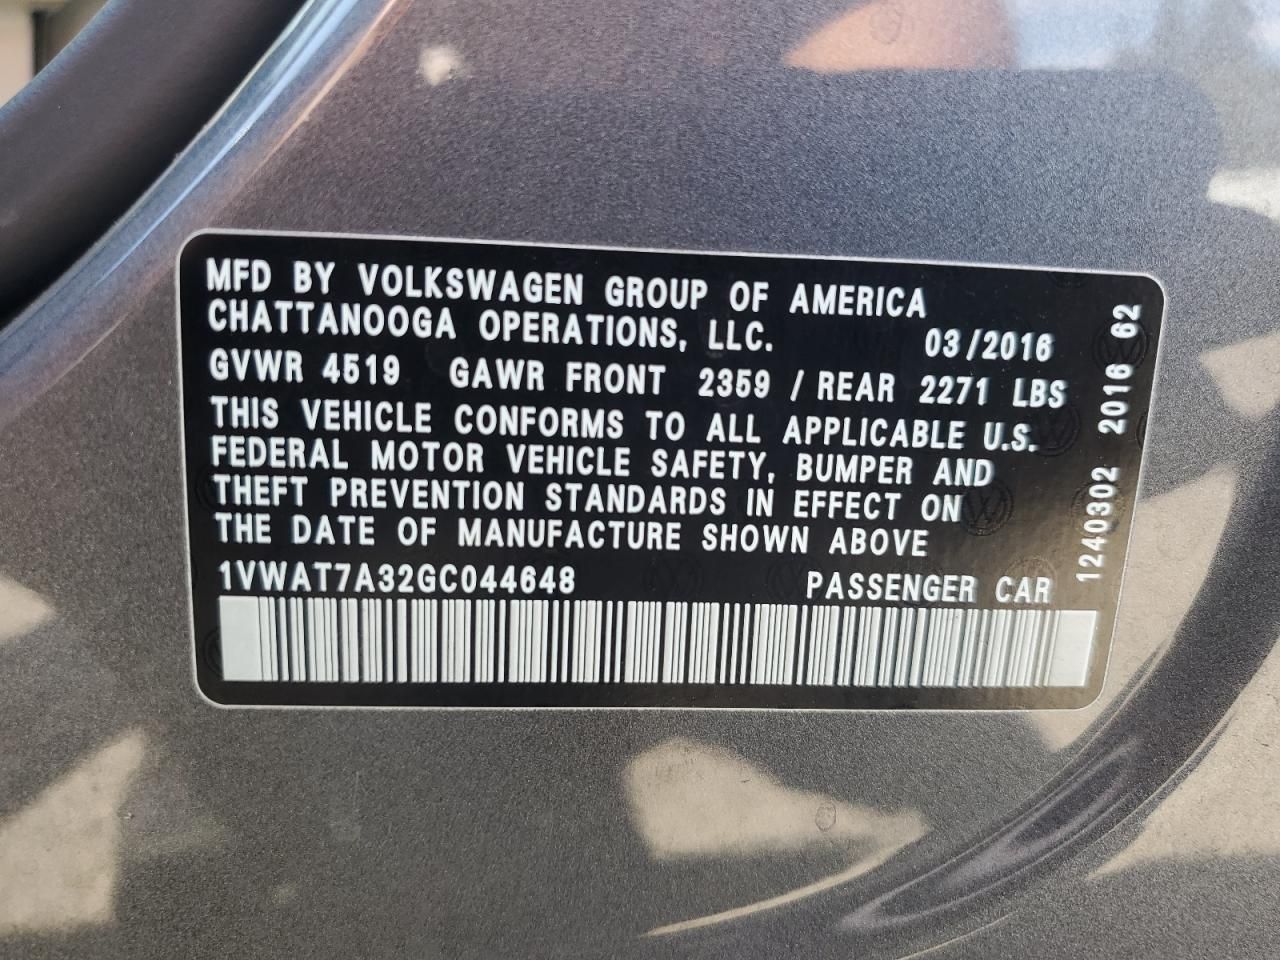 MFD BY VOLKSWAGEN GROUP OF AMERICA
CHATTANOOGA OPERATIONS, LLC. 03/2016
GVWR 4519 GAWR FRONT 2359 / REAR 2271 LBS
THIS VEHICLE CONFORMS TO ALL APPLICABLE U.S.
FEDERAL MOTOR VEHICLE SAFETY, BUMPER AND
THEFT PREVENTION STANDARDS IN EFFECT ON
THE DATE OF MANUFACTURE SHOWN ABOVE
1VWAT7A32GC044648 PASSENGER CAR
1240302 2016 62